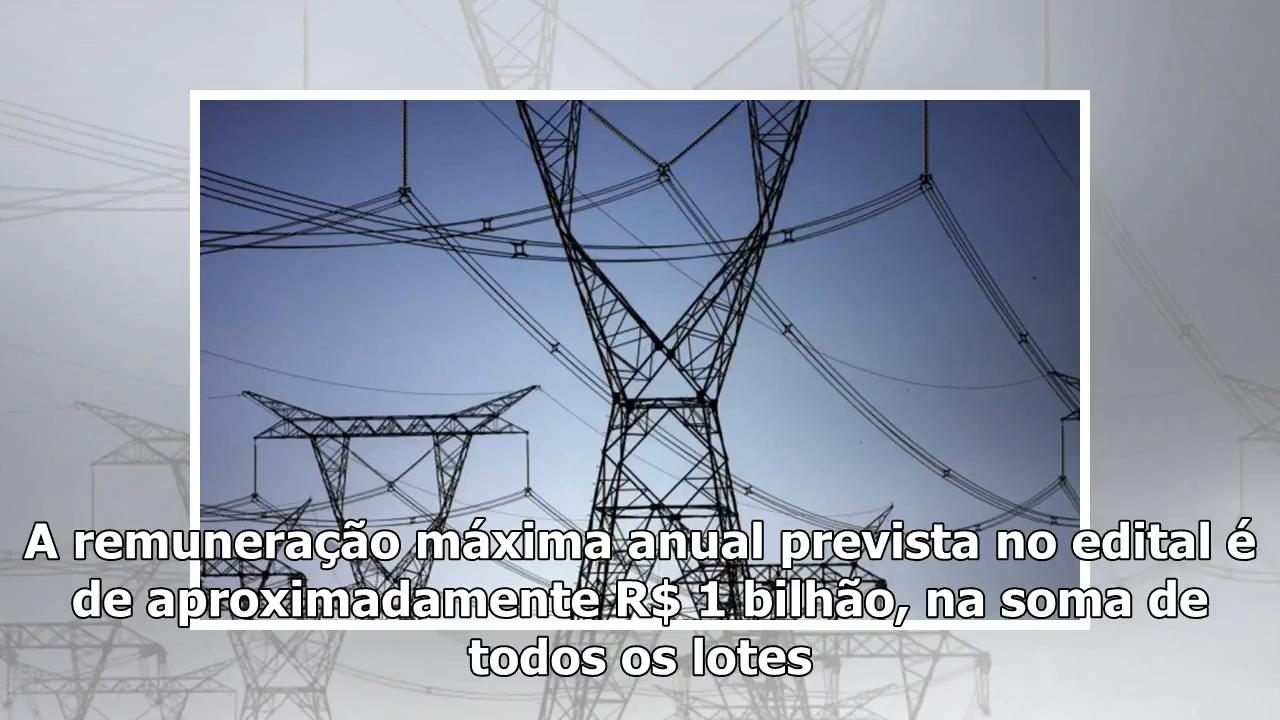 A remuneração máxima anual prevista no edital é
de aproximadamente R$ 1 bilhão, na soma de
todos os lotes